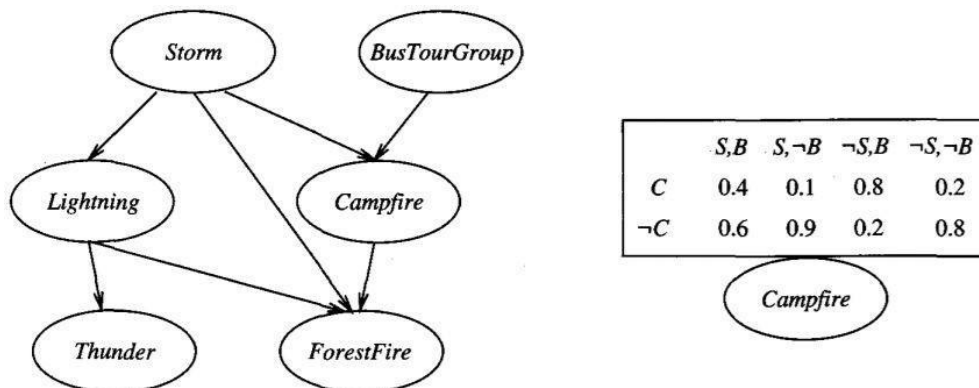 Storm
BusTourGroup
Lightning
Campfire
Thunder
ForestFire
S,B S,¬B ¬S,B ¬S,¬B
C 0.4 0.1 0.8 0.2
¬C 0.6 0.9 0.2 0.8
Campfire